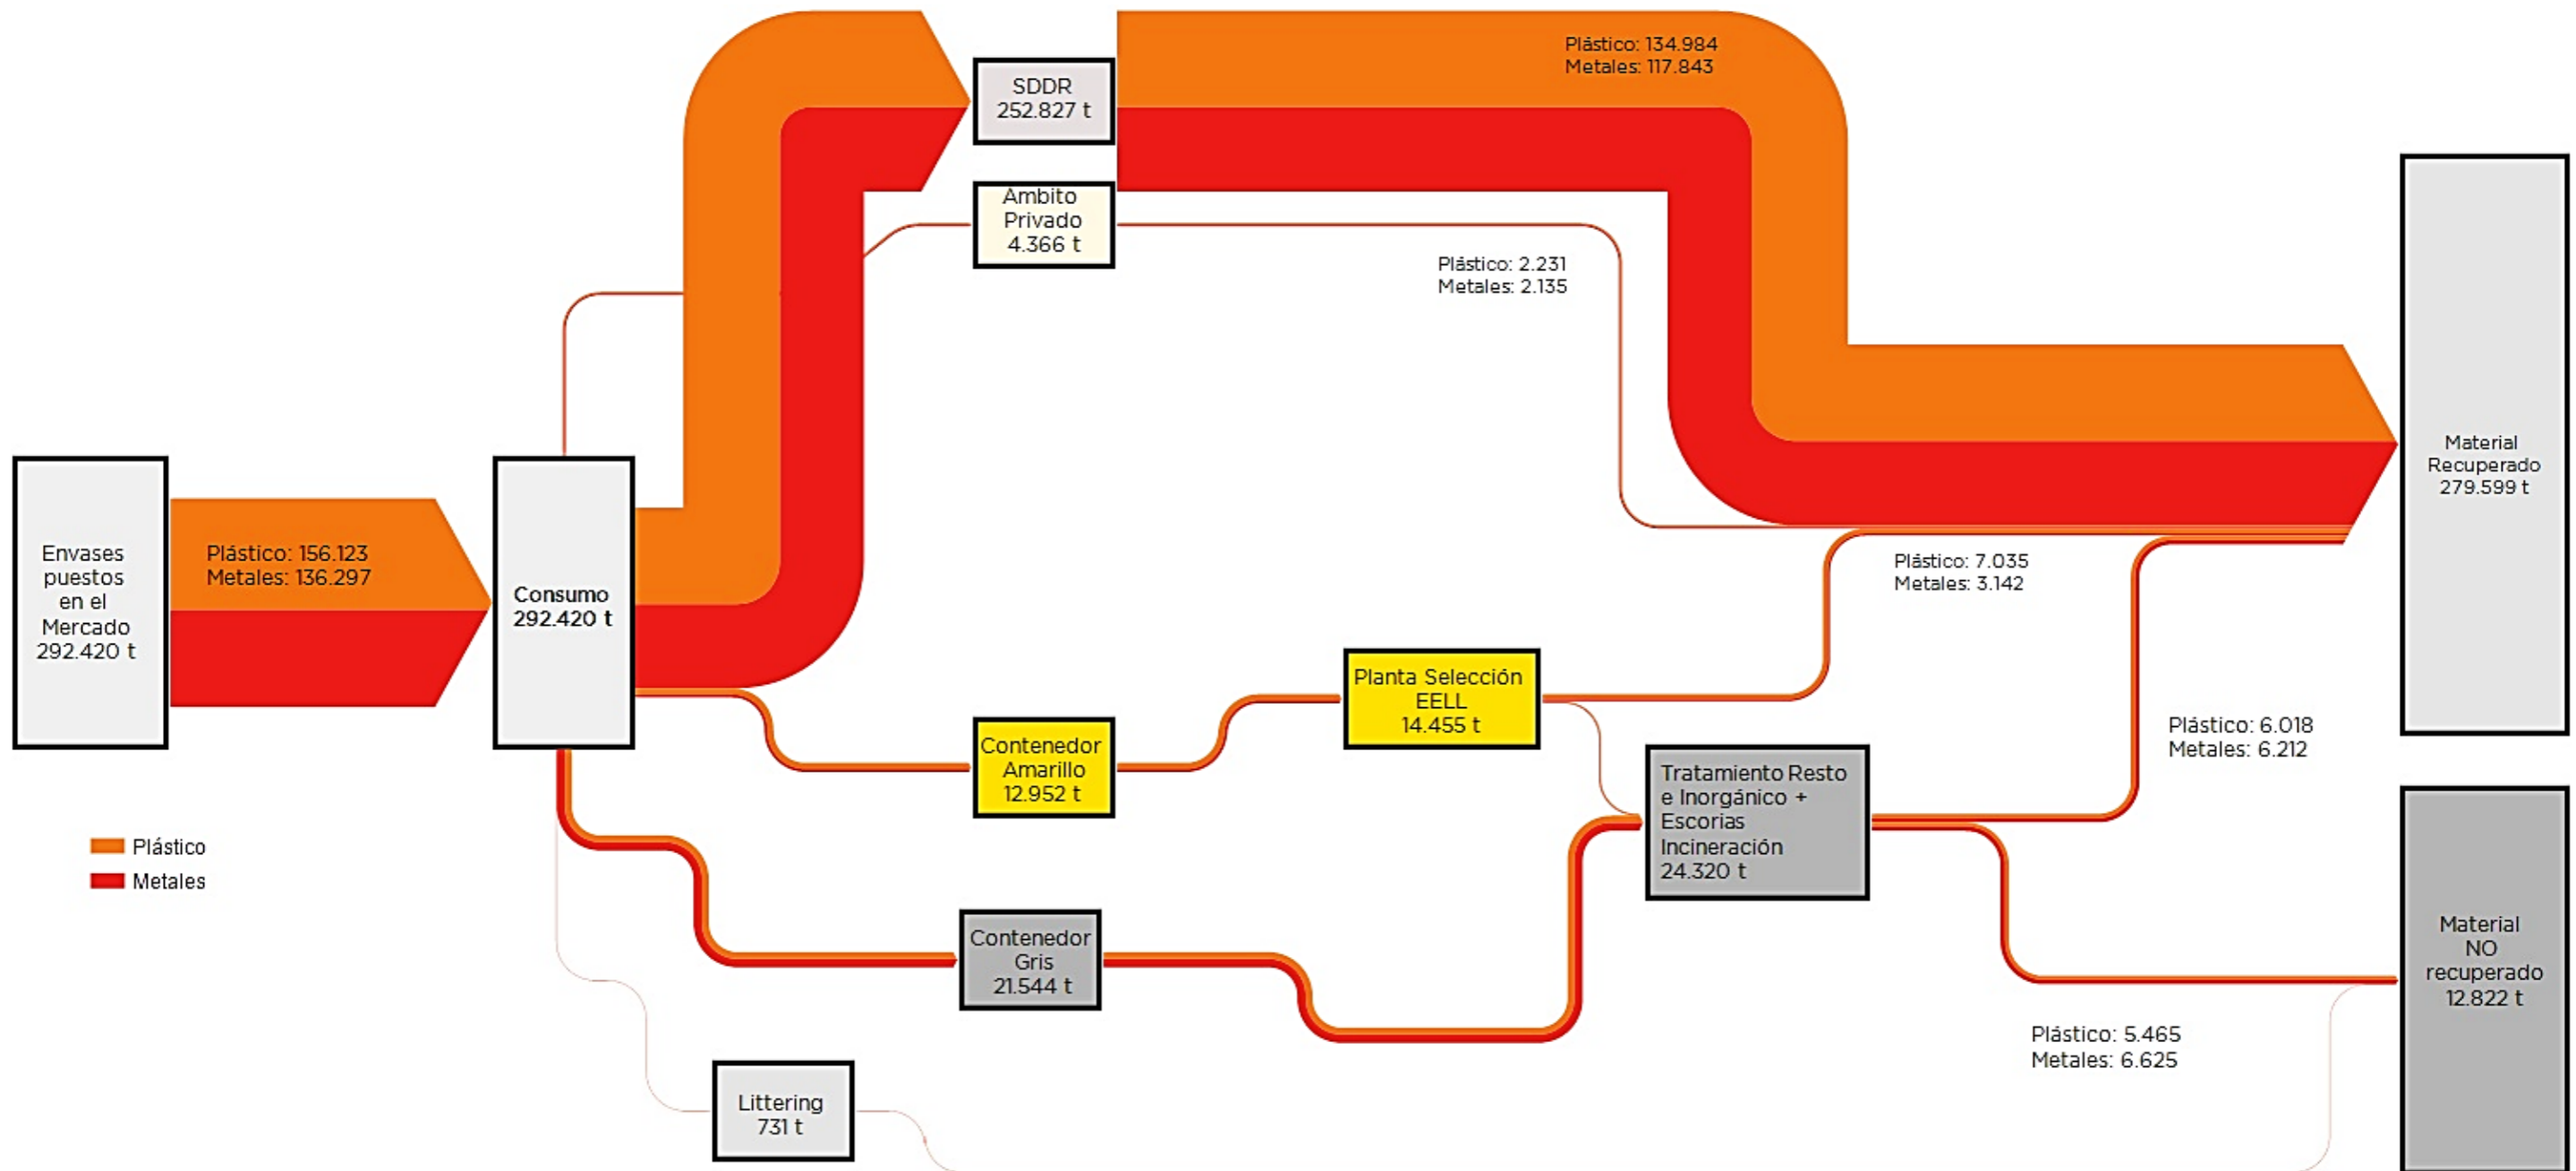 Plástico: 134.984
Metales: 117.843
SDDR
252.827 t
Ambito
Privado
4.366 t
Plástico: 2.231
Metales: 2.135
Material
Recuperado
279.599 t
Envases
puestos
en el
Mercado
292.420 t
Plástico: 156.123
Metales: 136.297
Consumo
292.420 t
Plástico: 7.035
Metales: 3.142
Planta Selección
EELL
14.455 t
Contenedor
Amarillo
12.952 t
Plástico: 6.018
Metales: 6.212
Tratamiento Resto
e Inorgánico +
Escorias
Incineración
24.320 t
Plástico
Metales
Contenedor
Gris
21.544 t
Material
NO
recuperado
12.822 t
Plástico: 5.465
Metales: 6.625
Littering
731 t